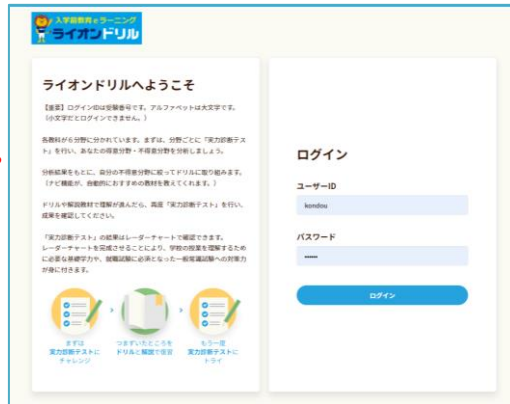 入学前教育eラーニング
ライオンドリル
ライオンドリルへようこそ
【重要】ログインIDは受験番号です。アルファベットは大文字です。
（小文字だとログインできません。）
各教科が６分野に分かれています。まずは、分野ごとに「実力診断テス
ト」を行い、あなたの得意分野・不得意分野を分析しましょう。
分析結果をもとに、自分の不得意分野に絞ってドリルに取り組みます。
（ナビ機能が、自動的におすすめの教材を教えてくれます。）
ドリルや解説教材で理解が進んだら、再度「実力診断テスト」を行い、
成果を確認してください。
「実力診断テスト」の結果はレーダーチャートで確認できます。
レーダーチャートを完成させることにより、学校の授業を理解するため
に必要な基礎学力や、就職試験に必須となった一般常識試験への対策力
が身に付きます。
まずは
実力診断テストに
チャレンジ
つまずいたところを
ドリルと解説で復習
もう一度
実力診断テストに
トライ
ログイン
ユーザーID
kondou
パスワード
ログイン